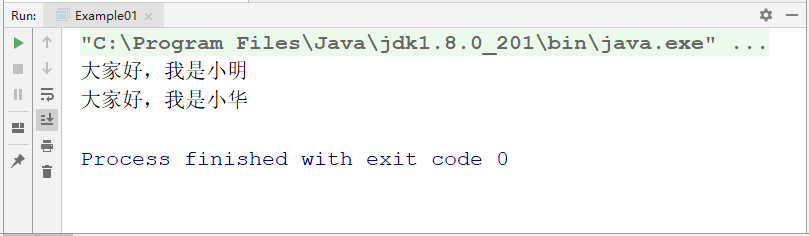 Run: Example01
"C:\Program Files\Java\jdk1.8.0_201\bin\java.exe" ...
大家好，我是小明
大家好，我是小华
Process finished with exit code 0